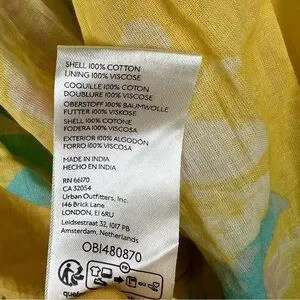 SHELL 100% COTTON
LINING 100% VISCOSE
COQUILLE 100% COTON
DOUBLURE 100% VISCOSE
OBERSTOFF 100% BAUMWOLLE
FUTTER 100% VISKOSE
SHELL 100% COTONE
FODERA 100% VISCOSA
EXTERIOR 100% ALGODÓN
FORRO 100% VISCOSA
MADE IN INDIA
HECHO EN INDIA
RN 66170
CA 32054
Urban Outfitters, Inc.
146 Brick Lane
LONDON, E1 6RU
Leidsestraat 32, 1017 PB
Amsterdam, Netherlands
OBI480870
FR